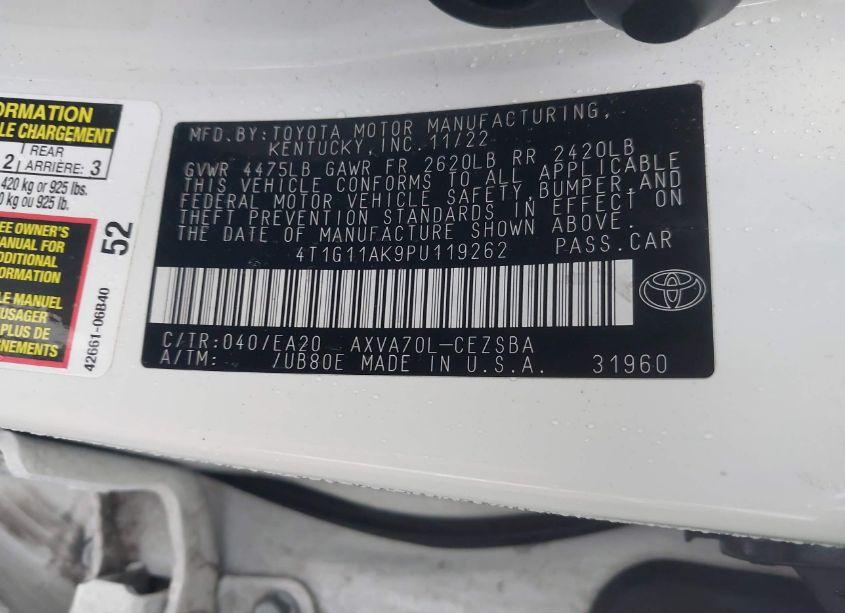 ORMATION
LE CHARGEMENT
2 REAR ARRIÈRE: 3
420 kg or 925 lbs.
0 kg ou 925 lb.
EE OWNER'S
MANUAL FOR
ADDITIONAL
NFORMATION
LE MANUEL
'USAGER
PLUS DE
GNEMENTS
52
42661-06B40
MFD. BY: TOYOTA MOTOR MANUFACTURING,
KENTUCKY, INC. 11/22
GVWR 4475LB GAWR FR 2620LB RR 2420LB
THIS VEHICLE CONFORMS TO ALL APPLICABLE
FEDERAL MOTOR VEHICLE SAFETY, BUMPER, AND
THEFT PREVENTION STANDARDS IN EFFECT ON
THE DATE OF MANUFACTURE SHOWN ABOVE.
4T1G11AK9PU119262 PASS. CAR
C/TR: 040/EA20 AXVA70L-CEZSBA
A/TM: /UB80E MADE IN U.S.A. 31960